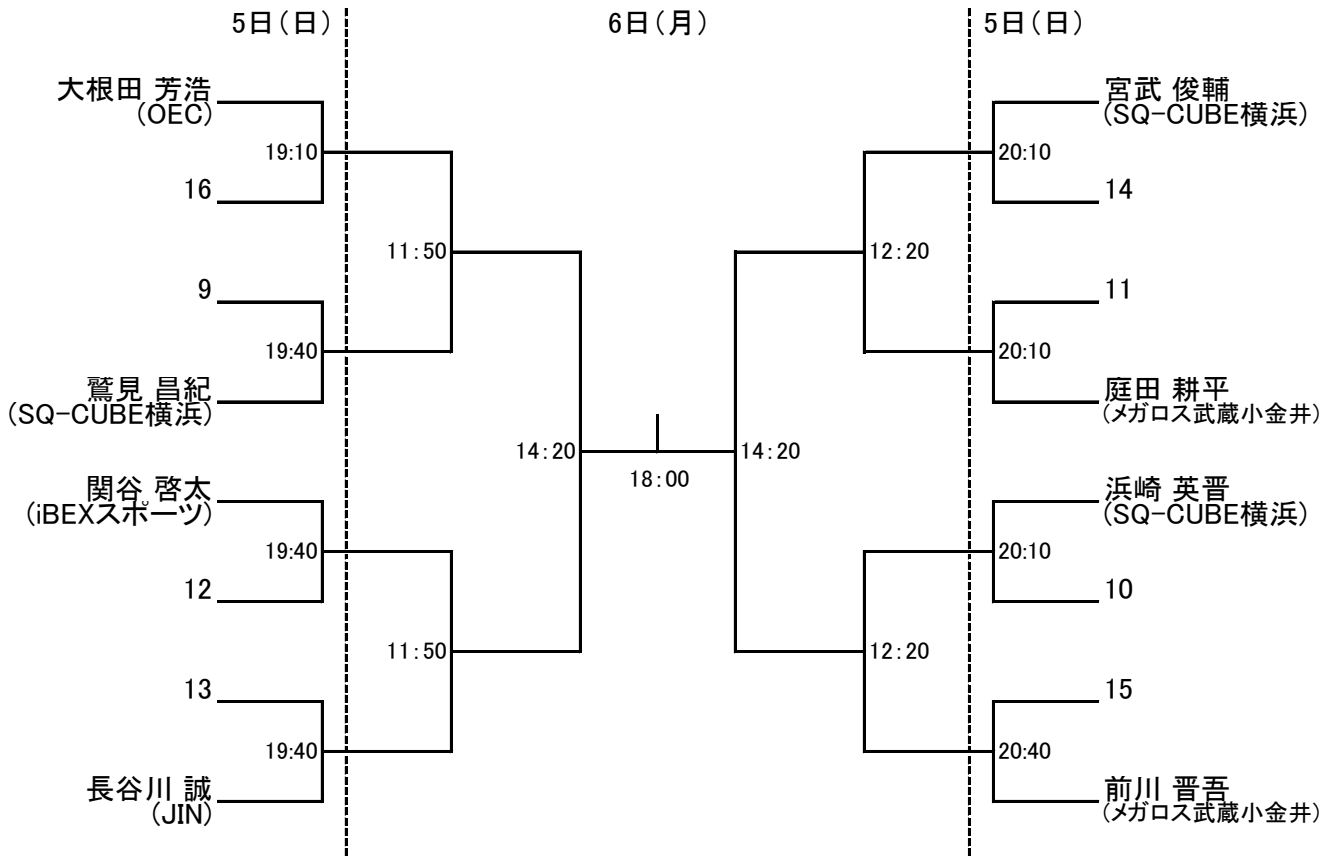 5日(日)
6日(月)
5日(日)
大根田 芳浩
(OEC)
19:10
16
11:50
9
19:40
鷲見 昌紀
(SQ-CUBE横浜)
14:20
関谷 啓太
(iBEXスポーツ)
19:40
12
11:50
13
19:40
長谷川 誠
(JIN)
18:00
宮武 俊輔
(SQ-CUBE横浜)
20:10
14
12:20
11
20:10
庭田 耕平
(メガロス武蔵小金井)
14:20
浜崎 英晋
(SQ-CUBE横浜)
20:10
10
12:20
15
20:40
前川 晋吾
(メガロス武蔵小金井)